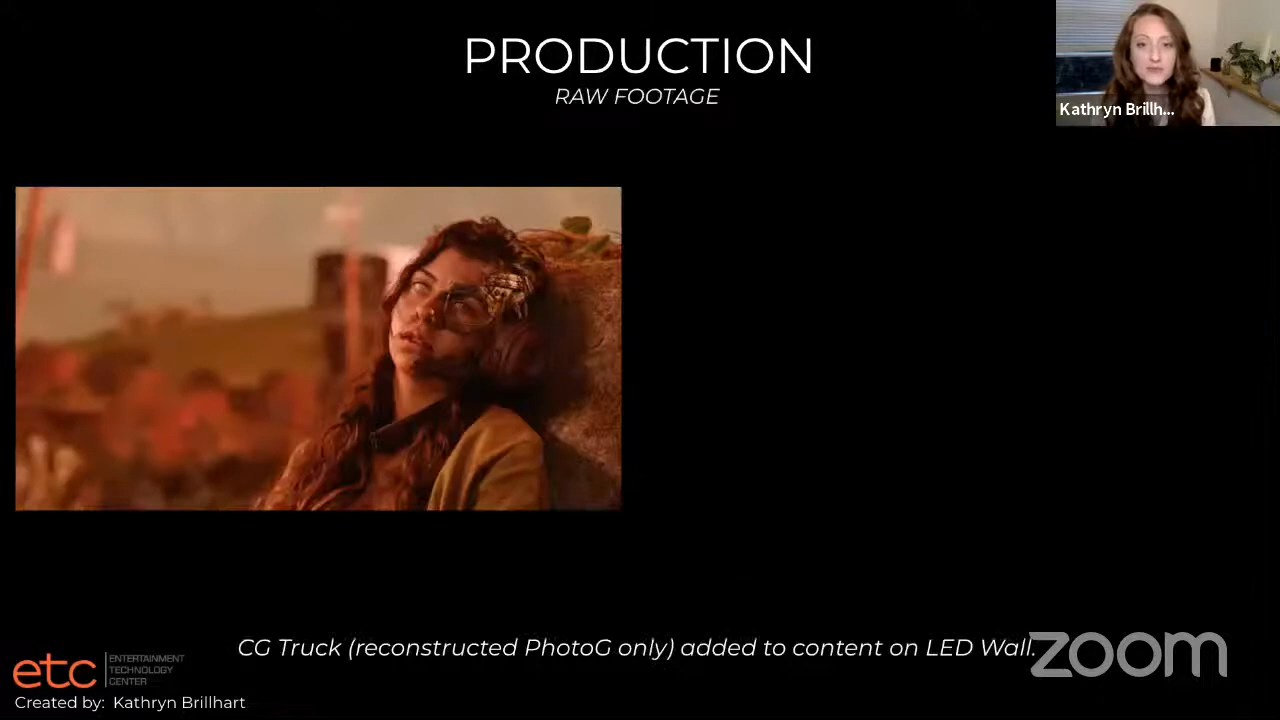 PRODUCTION
RAW FOOTAGE
Kathryn Brillh...
CG Truck (reconstructed PhotoG only) added to content on LED Wall.
zoom
etc
ENTERTAINMENT
TECHNOLOGY
CENTER
Created by: Kathryn Brillhart